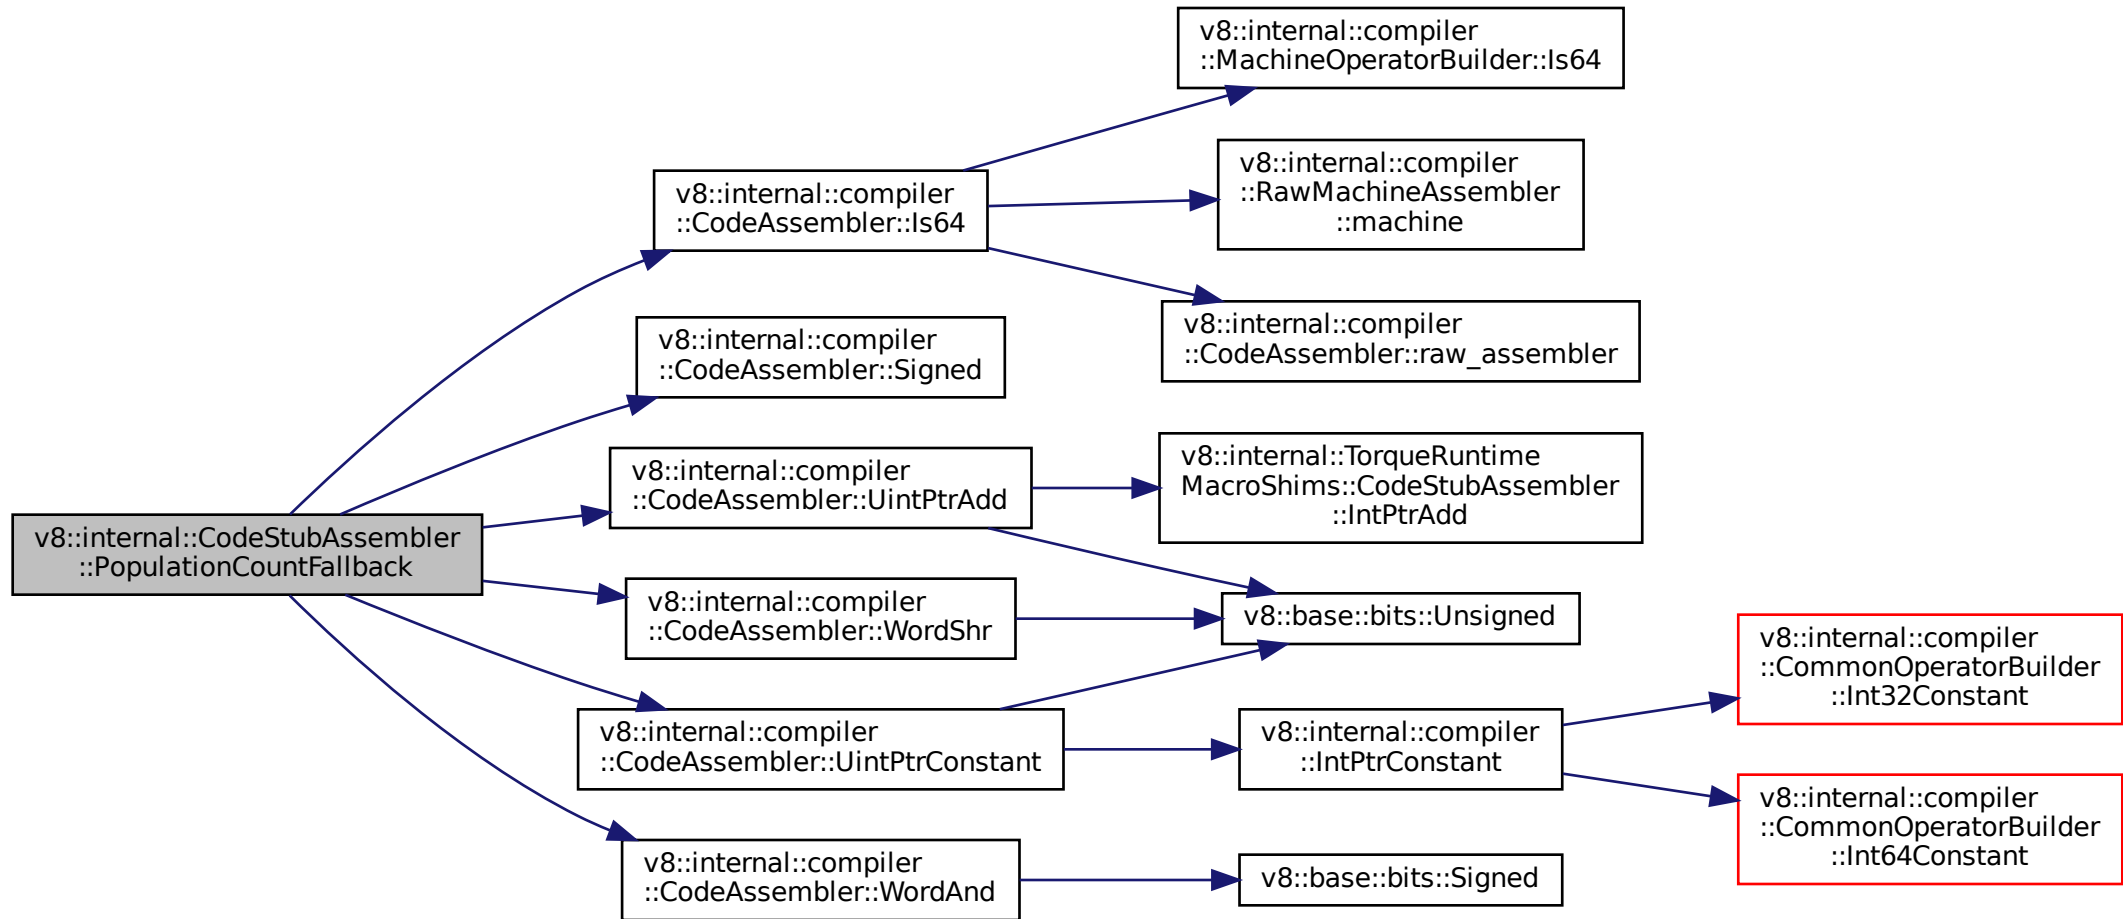 v8::internal::CodeStubAssembler
::PopulationCountFallback
v8::internal::compiler
::CodeAssembler::Is64
v8::internal::compiler
::MachineOperatorBuilder::Is64
v8::internal::compiler
::RawMachineAssembler
::machine
v8::internal::compiler
::CodeAssembler::raw_assembler
v8::internal::compiler
::CodeAssembler::Signed
v8::internal::compiler
::CodeAssembler::UintPtrAdd
v8::internal::TorqueRuntime
MacroShims::CodeStubAssembler
::IntPtrAdd
v8::internal::compiler
::CodeAssembler::WordShr
v8::base::bits::Unsigned
v8::internal::compiler
::CodeAssembler::UintPtrConstant
v8::internal::compiler
::IntPtrConstant
v8::internal::compiler
::CommonOperatorBuilder
::Int32Constant
v8::internal::compiler
::CommonOperatorBuilder
::Int64Constant
v8::internal::compiler
::CodeAssembler::WordAnd
v8::base::bits::Signed